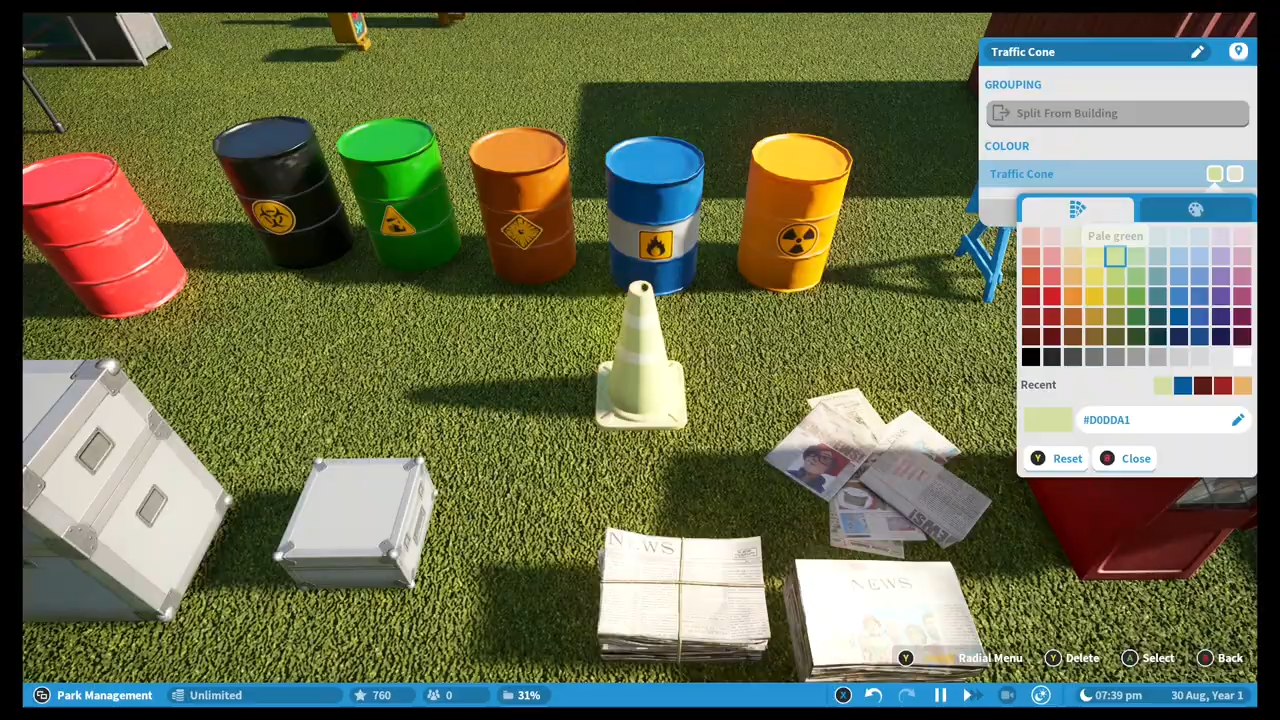 Traffic Cone
GROUPING
Split From Building
COLOUR
Traffic Cone
Pale green
Recent
#D0DDA1
Reset
Close
NEWS
NEWS
Radial Menu
Delete
Select
Back
Park Management
Unlimited
760
0
31%
07:39 pm
30 Aug, Year 1